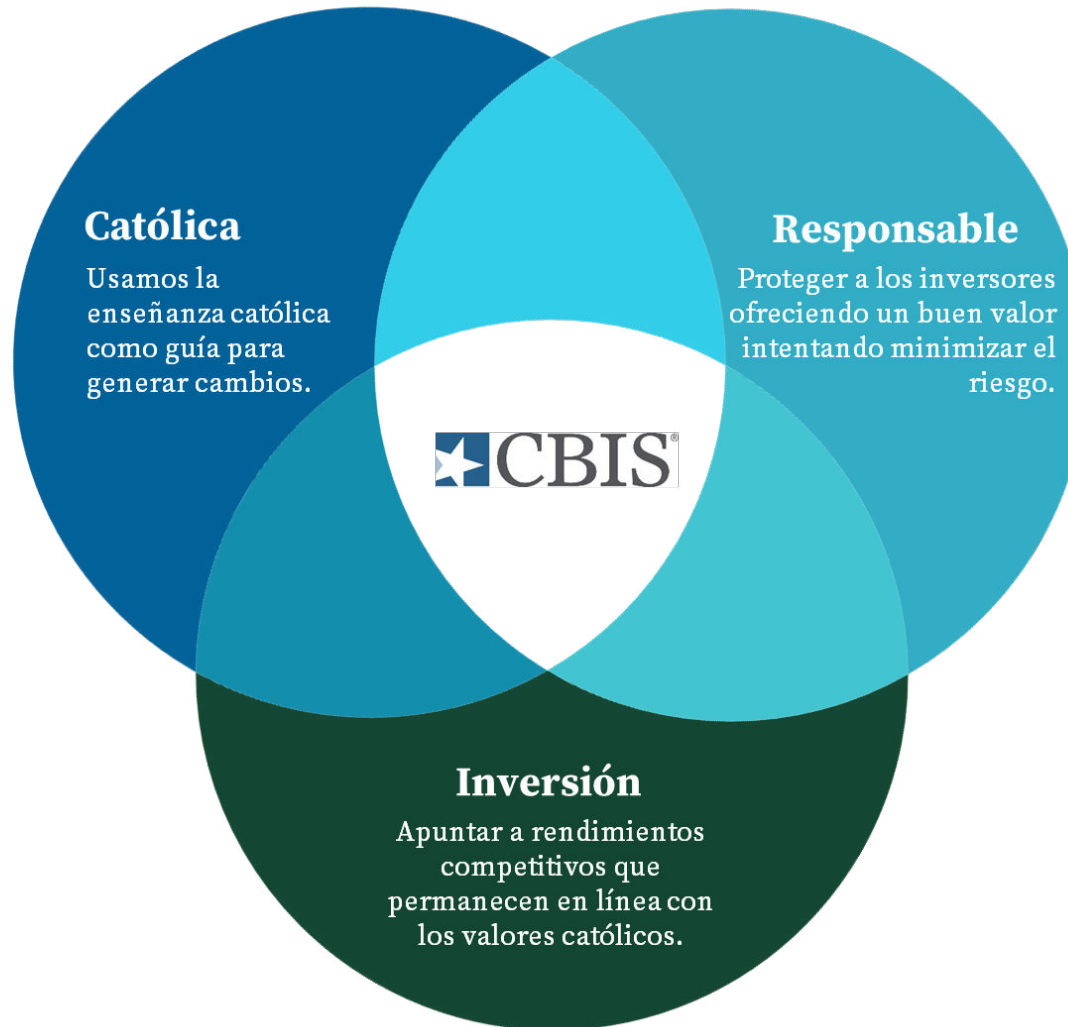 Católica
Usamos la
enseñanza católica
como guía para
generar cambios.
Responsable
Proteger a los inversores
ofreciendo un buen valor
intentando minimizar el
riesgo.
CBIS®
Inversión
Apuntar a rendimientos
competitivos que
permanecen en línea con
los valores católicos.